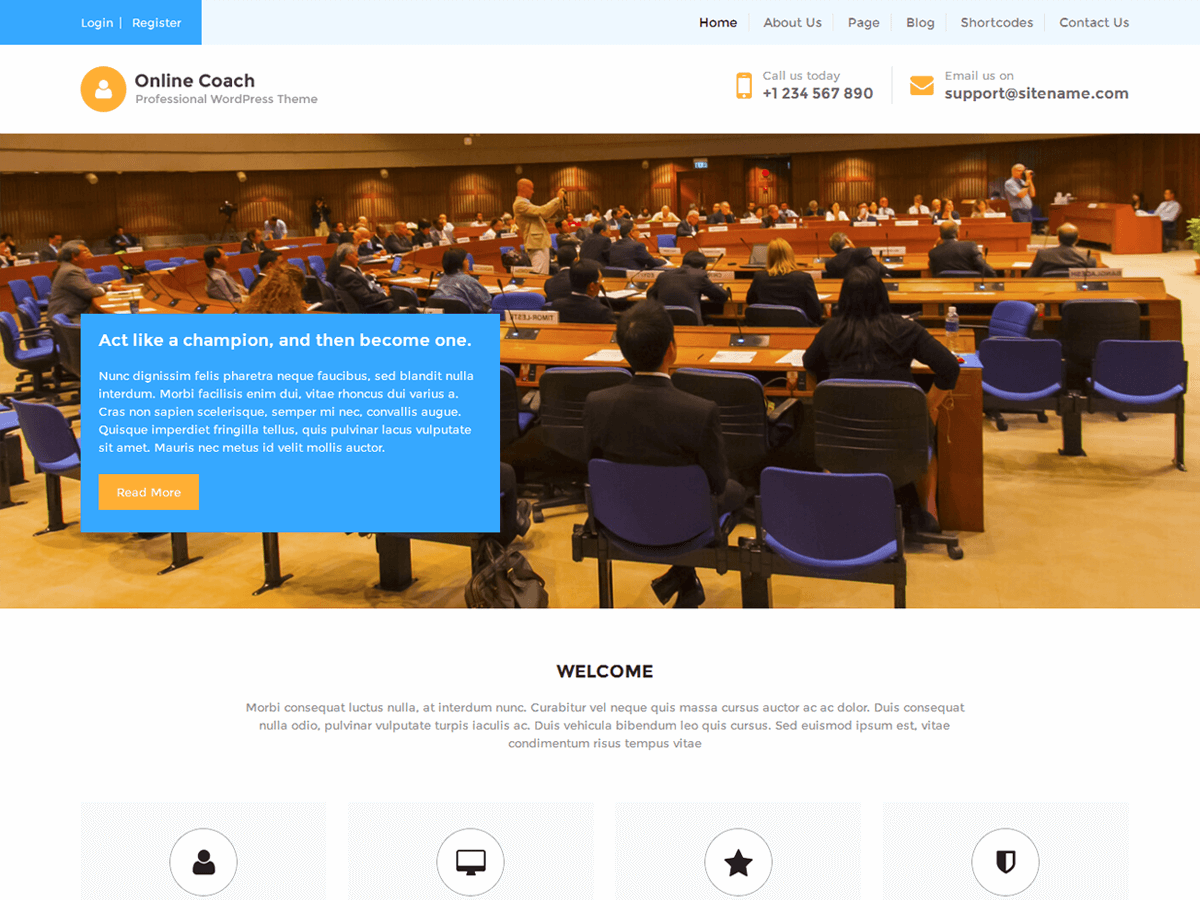 Login | Register
Home
About Us
Page
Blog
Shortcodes
Contact Us
Online Coach
Professional WordPress Theme
Call us today
+1 234 567 890
Email us on
support@sitename.com
Act like a champion, and then become one.
Nunc dignissim felis pharetra neque faucibus, sed blandit nulla
interdum. Morbi facilisis enim dui, vitae rhoncus dui varius a.
Cras non sapien scelerisque, semper mi nec, convallis augue.
Quisque imperdiet fringilla tellus, quis pulvinar lacus vulputate
sit amet. Mauris nec metus id velit mollis auctor.
Read More
WELCOME
Morbi consequat luctus nulla, at interdum nunc. Curabitur vel neque quis massa cursus auctor ac ac dolor. Duis consequat
nulla odio, pulvinar vulputate turpis iaculis ac. Duis vehicula bibendum leo quis cursus. Sed euismod ipsum est, vitae
condimentum risus tempus vitae